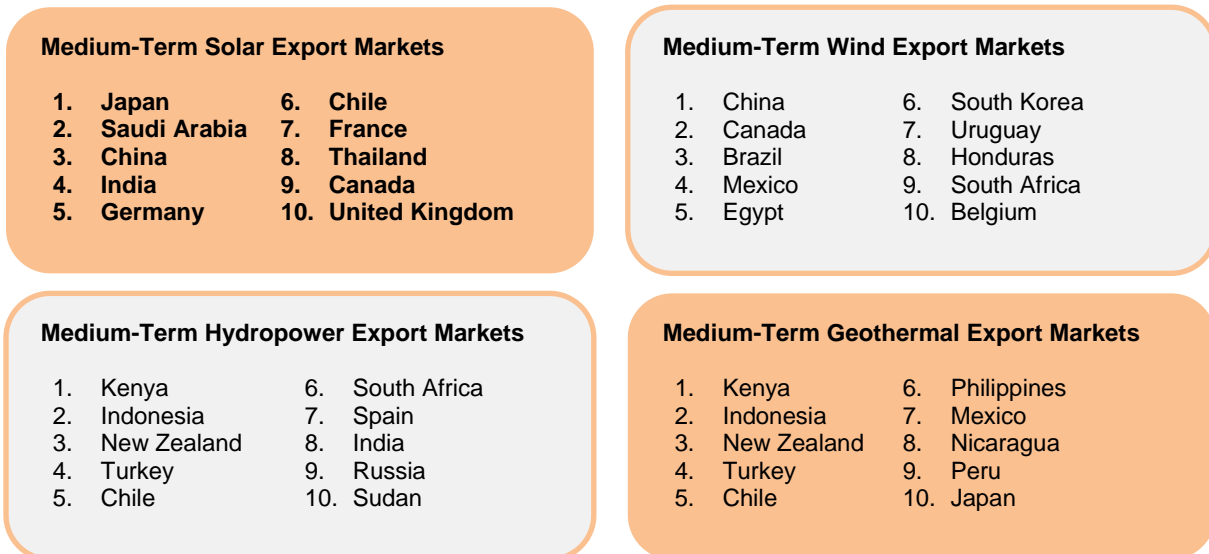 Medium-Term Solar Export Markets
1. Japan 6. Chile
2. Saudi Arabia 7. France
3. China 8. Thailand
4. India 9. Canada
5. Germany 10. United Kingdom
Medium-Term Wind Export Markets
1. China 6. South Korea
2. Canada 7. Uruguay
3. Brazil 8. Honduras
4. Mexico 9. South Africa
5. Egypt 10. Belgium
Medium-Term Hydropower Export Markets
1. Kenya 6. South Africa
2. Indonesia 7. Spain
3. New Zealand 8. India
4. Turkey 9. Russia
5. Chile 10. Sudan
Medium-Term Geothermal Export Markets
1. Kenya 6. Philippines
2. Indonesia 7. Mexico
3. New Zealand 8. Nicaragua
4. Turkey 9. Peru
5. Chile 10. Japan